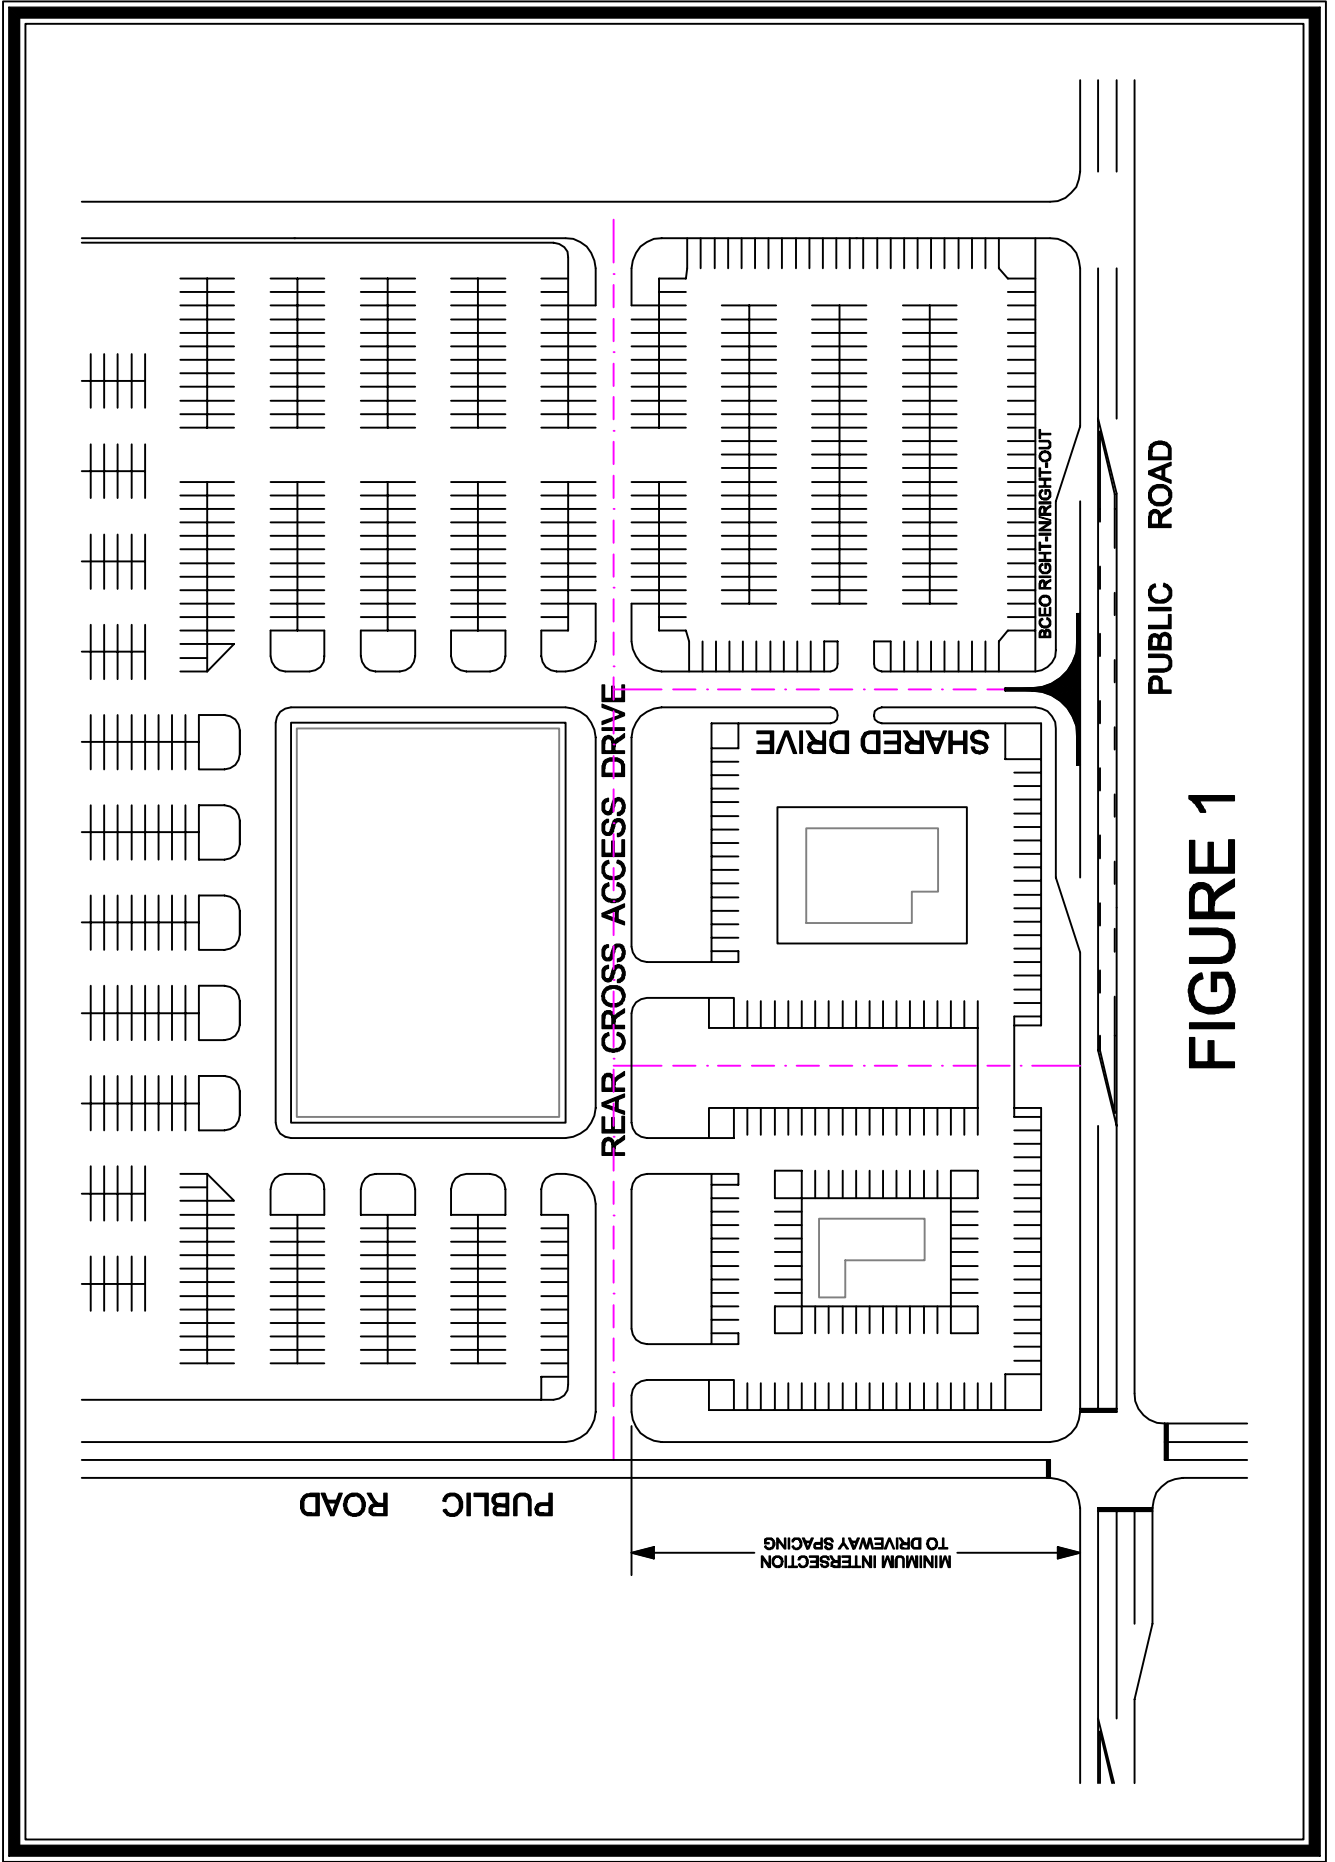 PUBLIC ROAD
MINIMUM INTERSECTION
TO DRIVEWAY SPACING
REAR CROSS ACCESS DRIVE
SHARED DRIVE
BCEO RIGHT-IN/RIGHT-OUT
PUBLIC ROAD
FIGURE 1